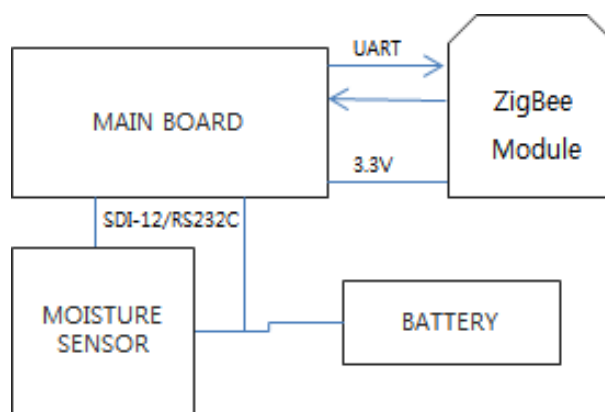 UART
MAIN BOARD
ZigBee
Module
3.3V
SDI-12/RS232C
MOISTURE
SENSOR
BATTERY